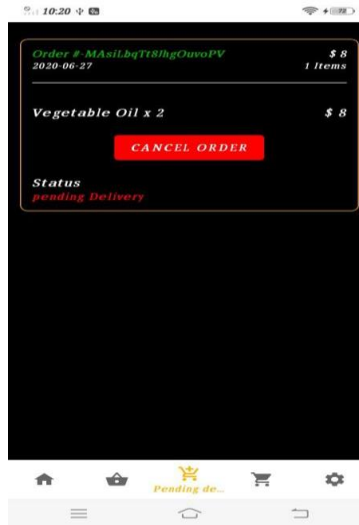 10:20
Order #-MAsiLbqTt8JhgOuvoPV $ 8
2020-06-27 1 Items
Vegetable Oil x 2 $ 8
CANCEL ORDER
Status
pending Delivery
Pending de...